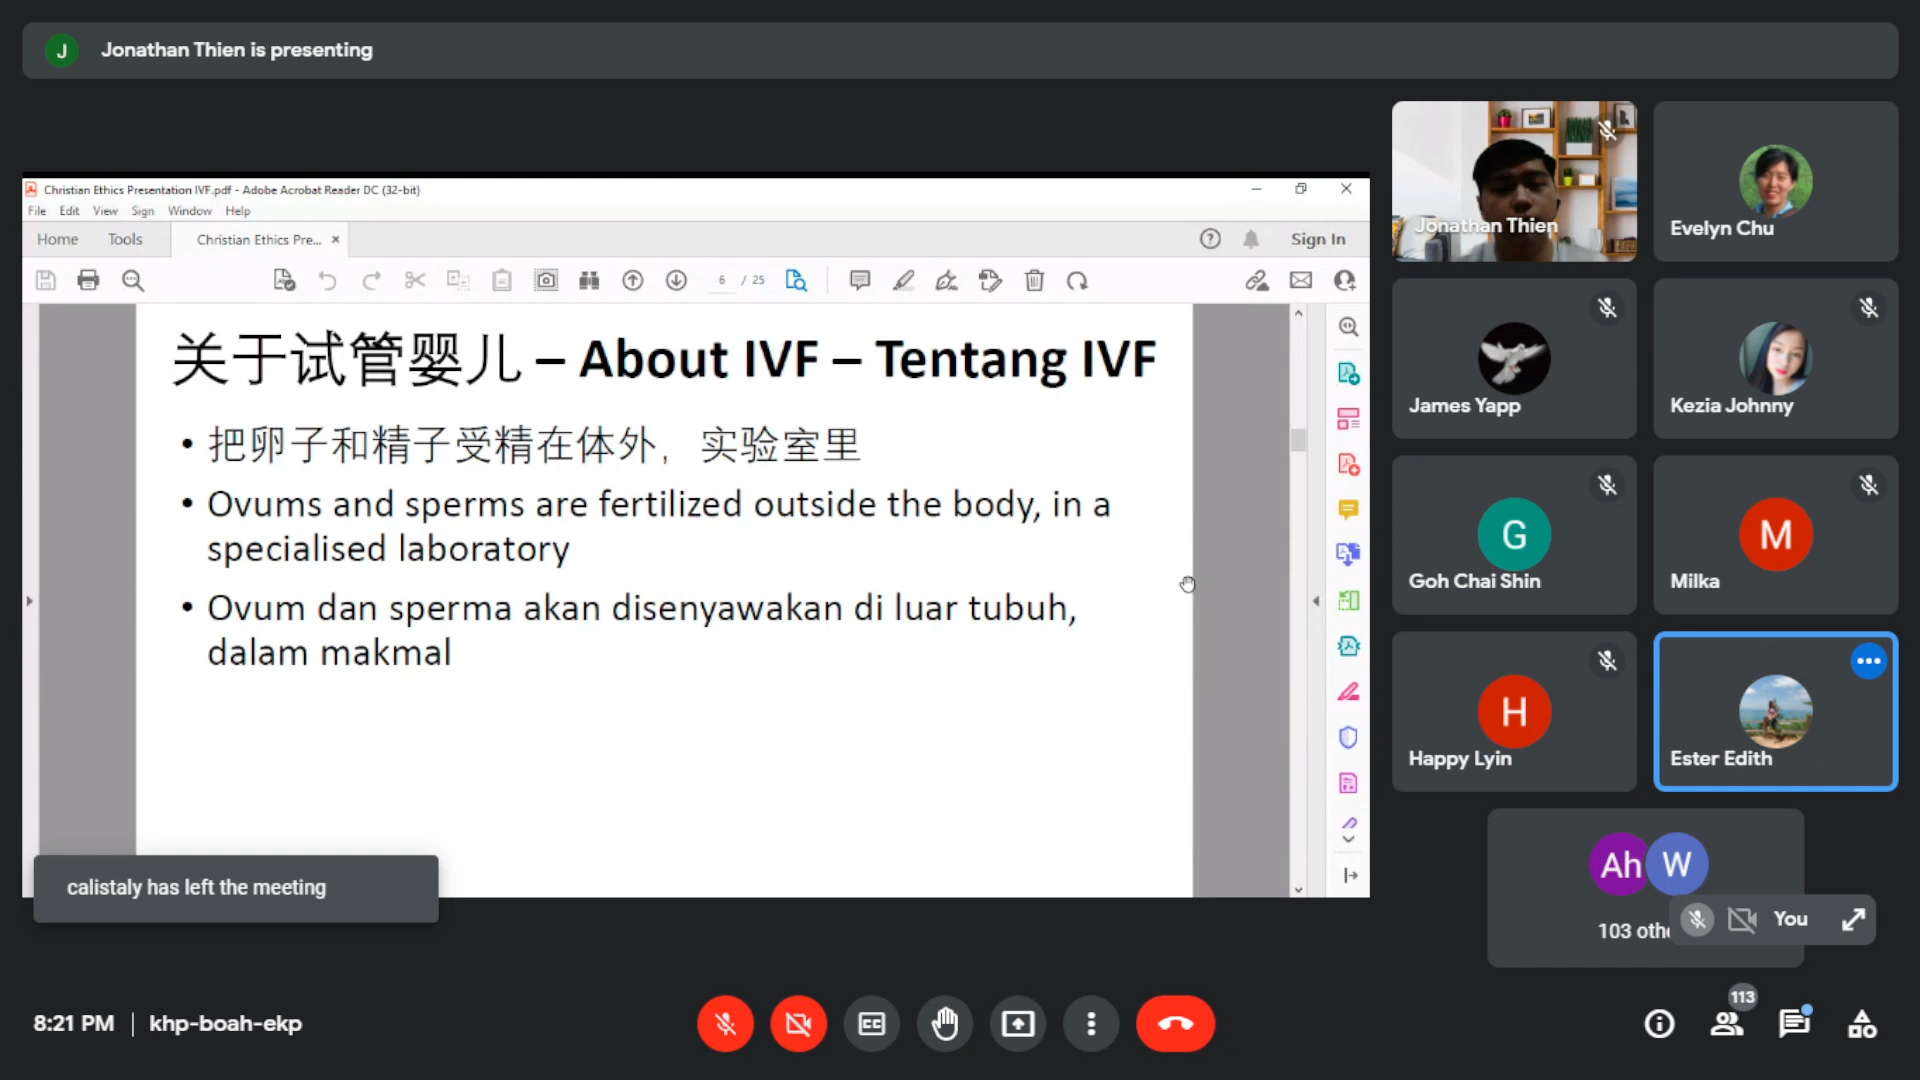 J Jonathan Thien is presenting
Christian Ethics Presentation IVF.pdf - Adobe Acrobat Reader DC (32-bit)
File Edit View Sign Window Help
Home Tools Christian Ethics Pre... × Sign In
6 / 25
关于试管婴儿 – About IVF – Tentang IVF
• 把卵子和精子受精在体外，实验室里
• Ovums and sperms are fertilized outside the body, in a
specialised laboratory
• Ovum dan sperma akan disenyawakan di luar tubuh,
dalam makmal
calistaly has left the meeting
Jonathan Thien
Evelyn Chu
James Yapp
Kezia Johnny
G
Goh Chai Shin
M
Milka
H
Happy Lyin
Ester Edith
Ah W
103 othe
You
8:21 PM | khp-boah-ekp
CC
113